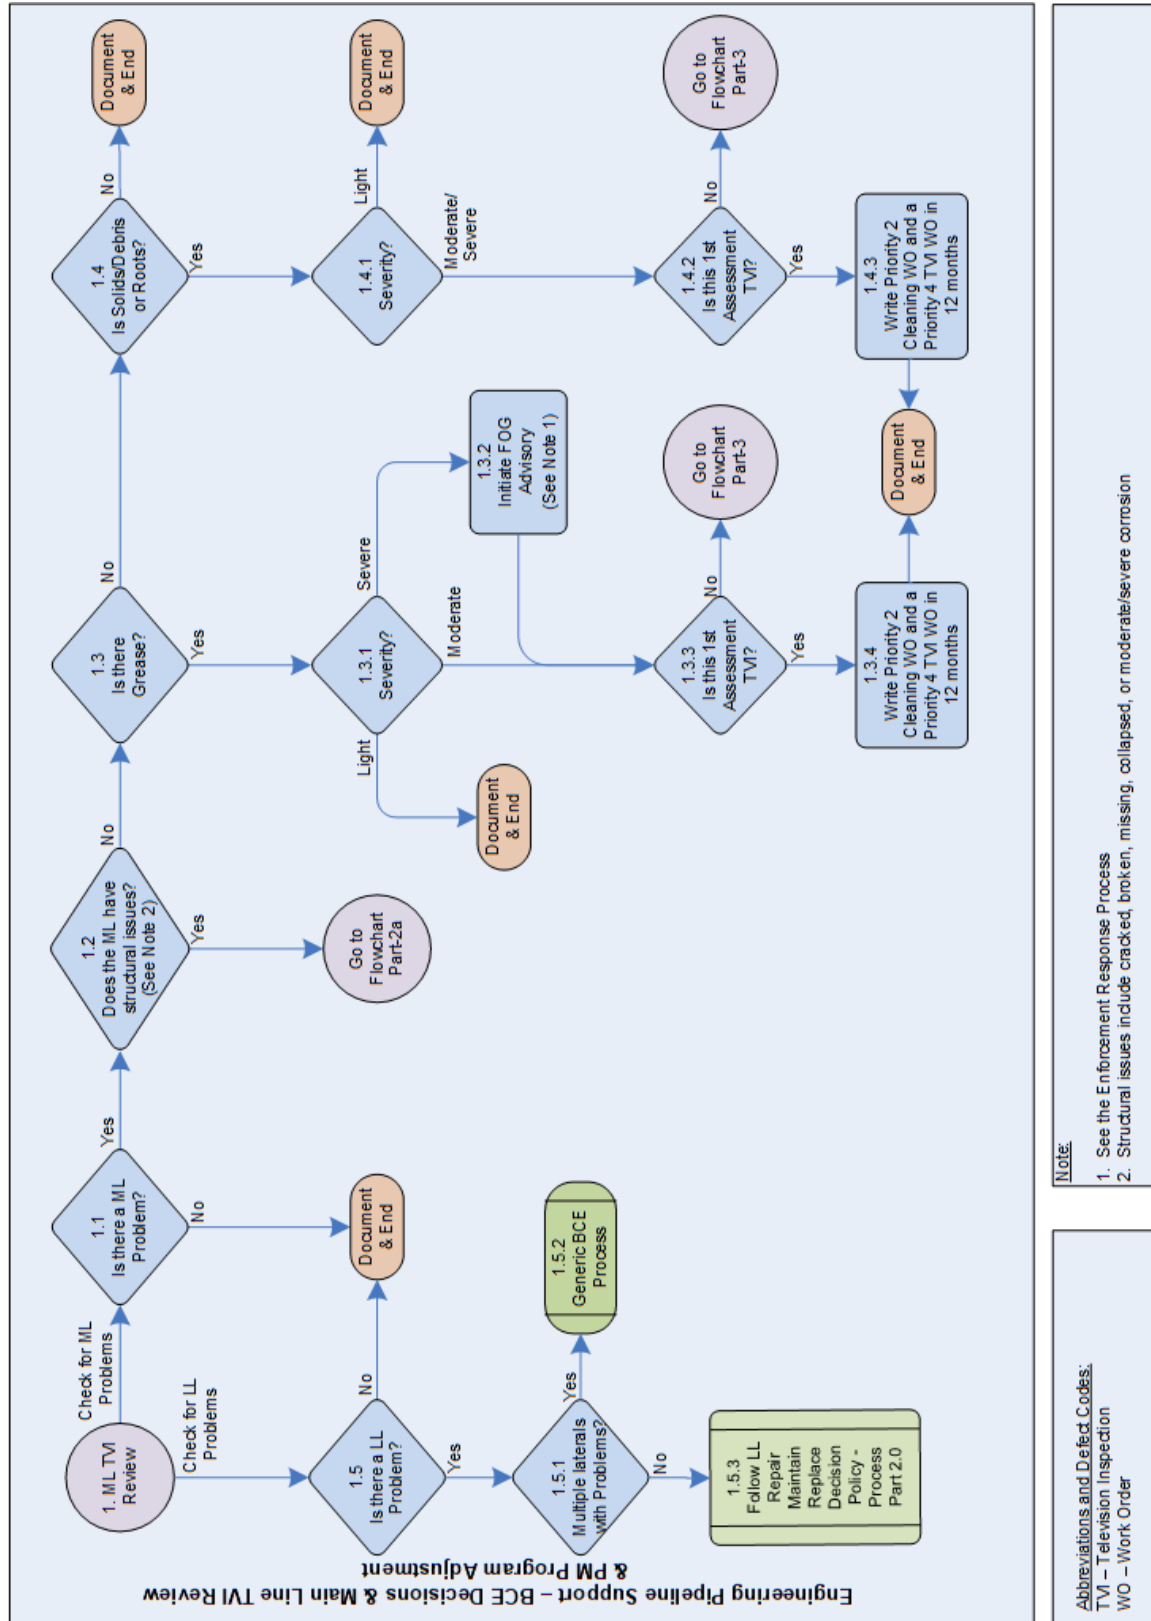 Engineering Pipeline Support – BCE Decisions & Main Line TVI Review
& PM Program Adjustment
1. ML TVI
Review
Check for ML
Problems
Check for LL
Problems
1.1
Is there a ML
Problem?
Yes
No
Document
& End
1.2
Does the ML have
structural issues?
(See Note 2)
No
Yes
Go to
Flowchart
Part-2a
1.3
Is there
Grease?
No
Yes
1.3.1
Severity?
Light
Document
& End
Moderate
Severe
1.3.2
Initiate FOG
Advisory
(See Note 1)
1.3.3
Is this 1st
Assessment
TVI?
No
Go to
Flowchart
Part-3
Yes
1.3.4
Write Priority 2
Cleaning WO and a
Priority 4 TVI WO in
12 months
Document
& End
1.4
Is Solids/Debris
or Roots?
No
Document
& End
Yes
1.4.1
Severity?
Light
Document
& End
Moderate/
Severe
1.4.2
Is this 1st
Assessment
TVI?
No
Go to
Flowchart
Part-3
Yes
1.4.3
Write Priority 2
Cleaning WO and a
Priority 4 TVI WO in
12 months
1.5
Is there a LL
Problem?
No
Yes
1.5.1
Multiple laterals
with Problems?
Yes
1.5.2
Generic BCE
Process
No
1.5.3
Follow LL
Repair
Maintain
Replace
Decision
Policy -
Process
Part 2.0
Abbreviations and Defect Codes:
TVI – Television Inspection
WO – Work Order
Note:
1. See the Enforcement Response Process
2. Structural issues include cracked, broken, missing, collapsed, or moderate/severe corrosion